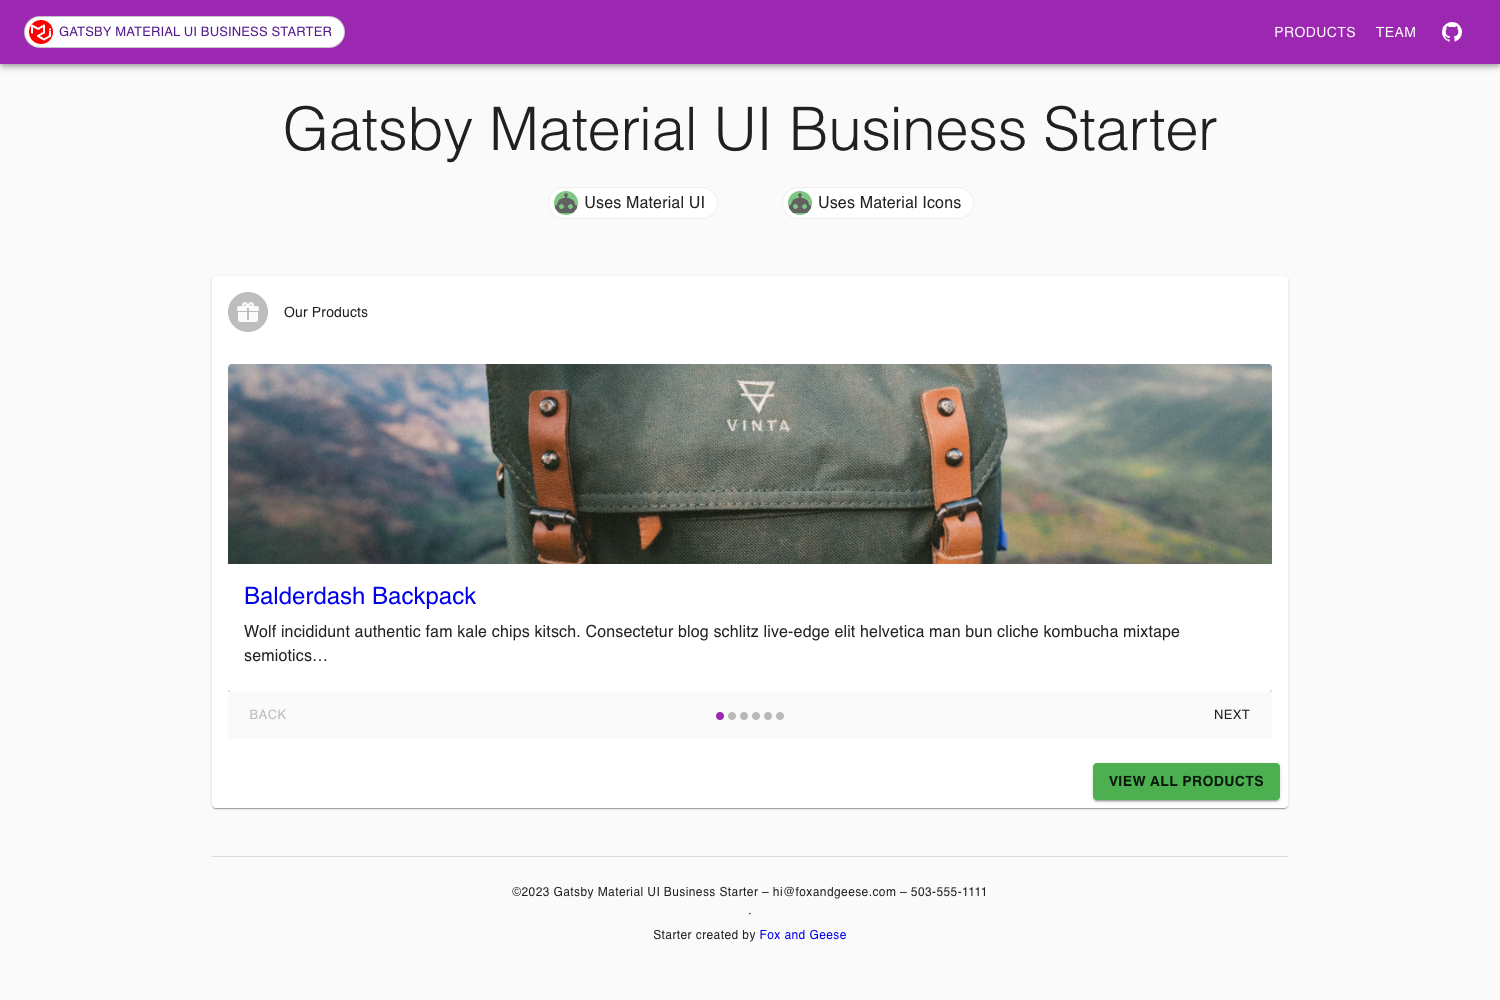 GATSBY MATERIAL UI BUSINESS STARTER
PRODUCTS
TEAM
Gatsby Material UI Business Starter
Uses Material UI
Uses Material Icons
Our Products
VINTA
Balderdash Backpack
Wolf incididunt authentic fam kale chips kitsch. Consectetur blog schlitz live-edge elit helvetica man bun cliche kombucha mixtape
semiotics…
BACK
NEXT
VIEW ALL PRODUCTS
©2023 Gatsby Material UI Business Starter – hi@foxandgeese.com – 503-555-1111
.
Starter created by Fox and Geese